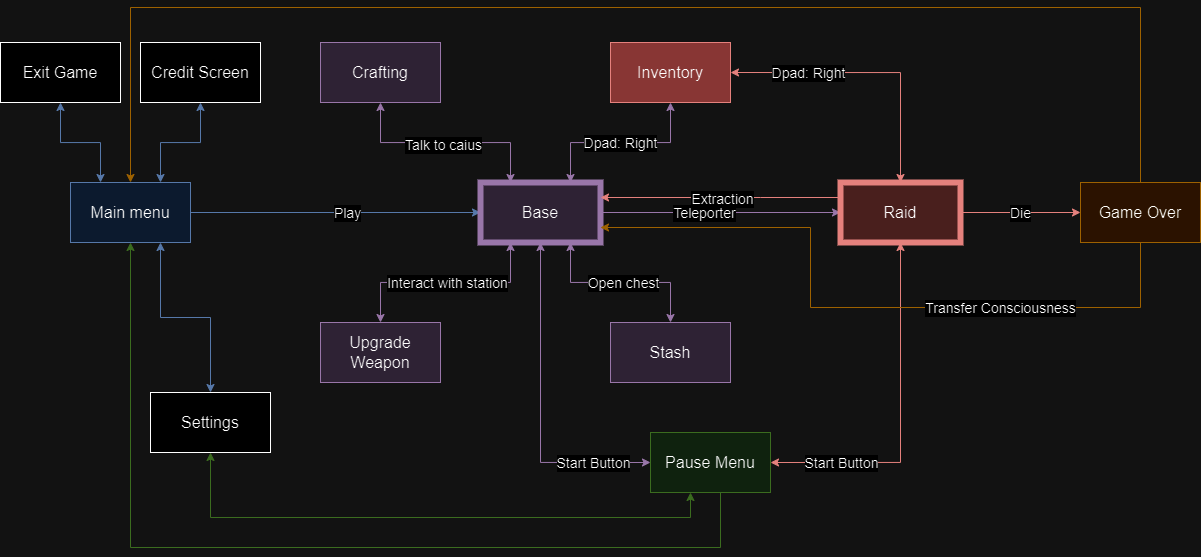 Exit Game
Credit Screen
Crafting
Inventory
Dpad: Right
Talk to caius
Dpad: Right
Main menu
Play
Base
Extraction
Teleporter
Raid
Die
Game Over
Interact with station
Open chest
Transfer Consciousness
Upgrade
Weapon
Stash
Settings
Start Button
Pause Menu
Start Button